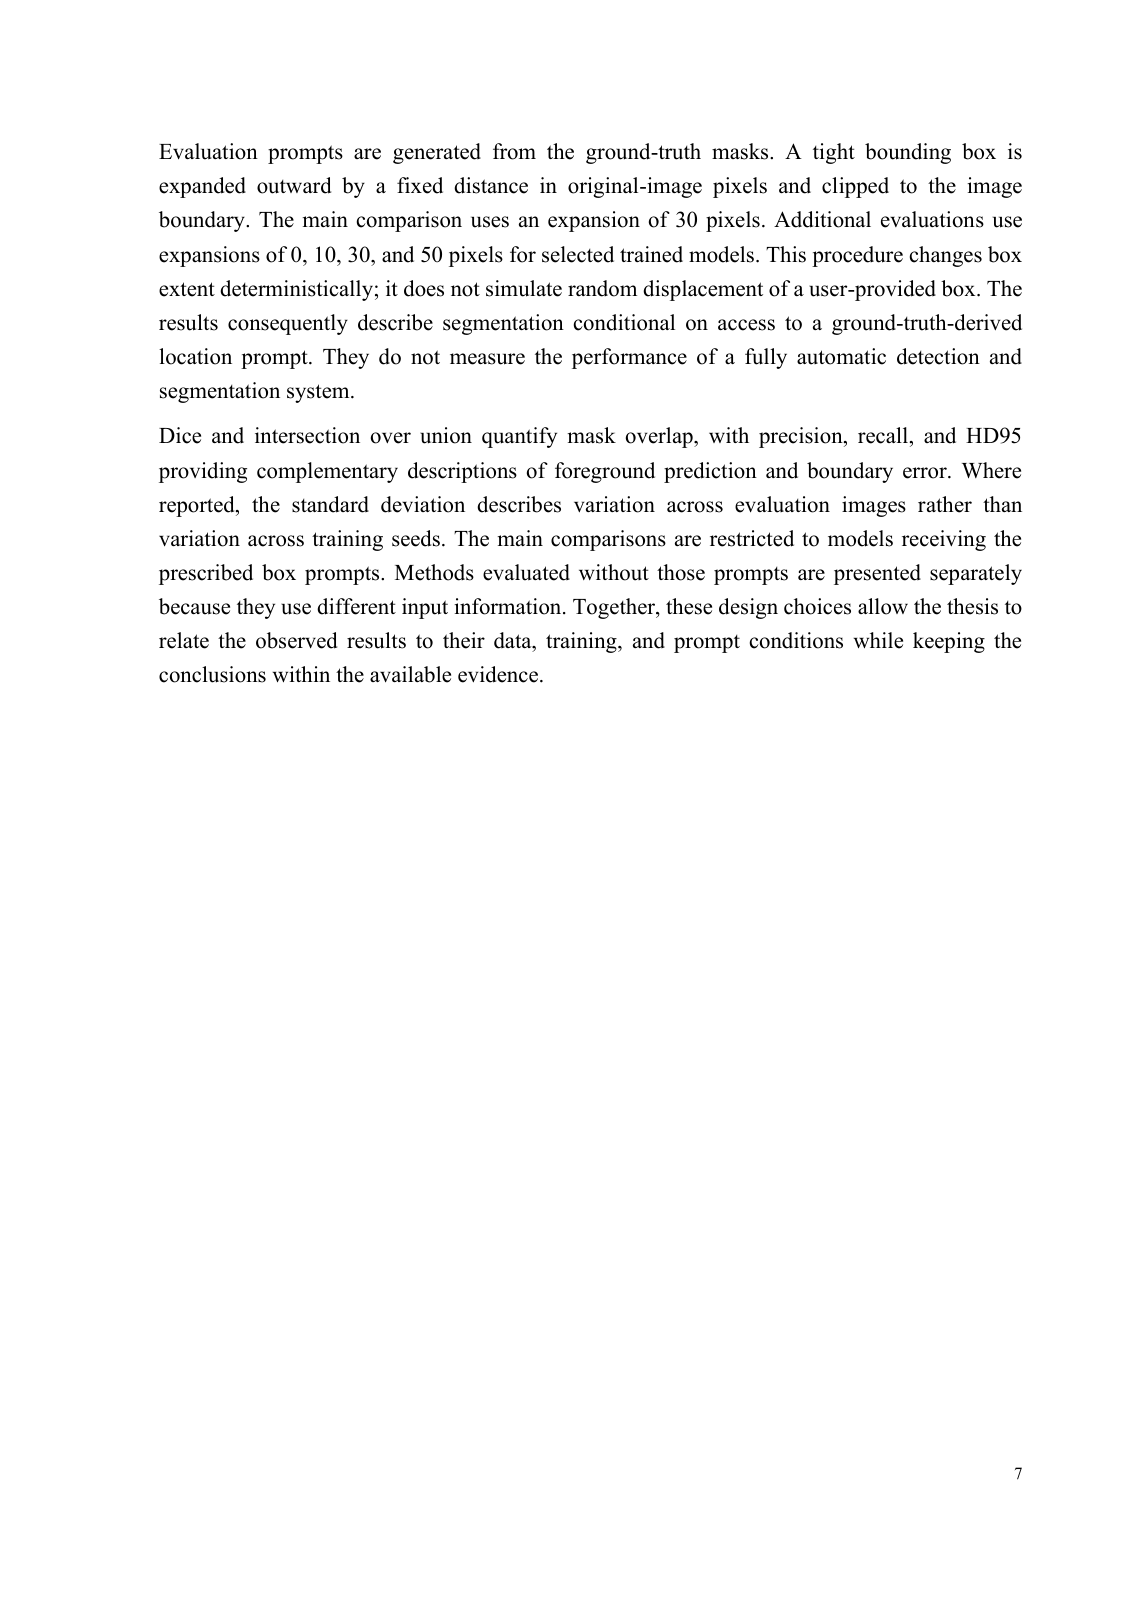 Evaluation prompts are generated from the ground-truth masks. A tight bounding box is
expanded outward by a fixed distance in original-image pixels and clipped to the image
boundary. The main comparison uses an expansion of 30 pixels. Additional evaluations use
expansions of 0, 10, 30, and 50 pixels for selected trained models. This procedure changes box
extent deterministically; it does not simulate random displacement of a user-provided box. The
results consequently describe segmentation conditional on access to a ground-truth-derived
location prompt. They do not measure the performance of a fully automatic detection and
segmentation system.
Dice and intersection over union quantify mask overlap, with precision, recall, and HD95
providing complementary descriptions of foreground prediction and boundary error. Where
reported, the standard deviation describes variation across evaluation images rather than
variation across training seeds. The main comparisons are restricted to models receiving the
prescribed box prompts. Methods evaluated without those prompts are presented separately
because they use different input information. Together, these design choices allow the thesis to
relate the observed results to their data, training, and prompt conditions while keeping the
conclusions within the available evidence.
7